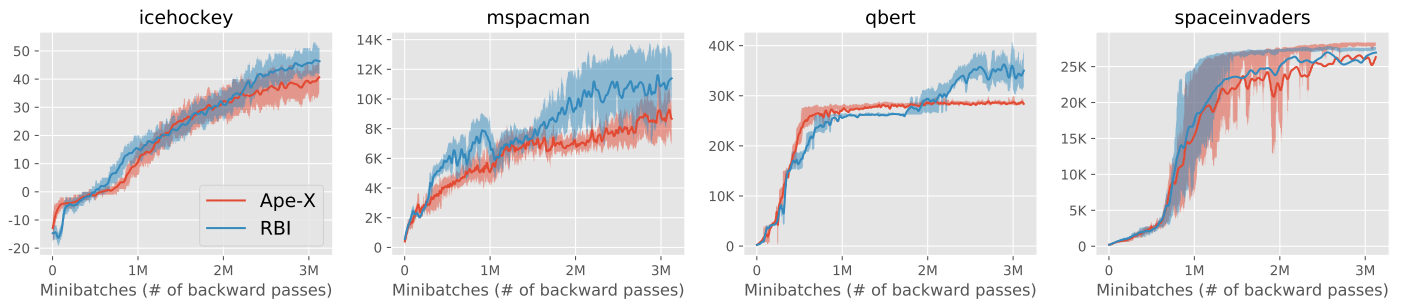 icehockey
50
40
30
20
10
0
-10
-20
0
1M
2M
3M
Minibatches (# of backward passes)
Ape-X
RBI
mspacman
14K
12K
10K
8K
6K
4K
2K
0
0
1M
2M
3M
Minibatches (# of backward passes)
qbert
40K
30K
20K
10K
0
0
1M
2M
3M
Minibatches (# of backward passes)
spaceinvaders
25K
20K
15K
10K
5K
0
0
1M
2M
3M
Minibatches (# of backward passes)